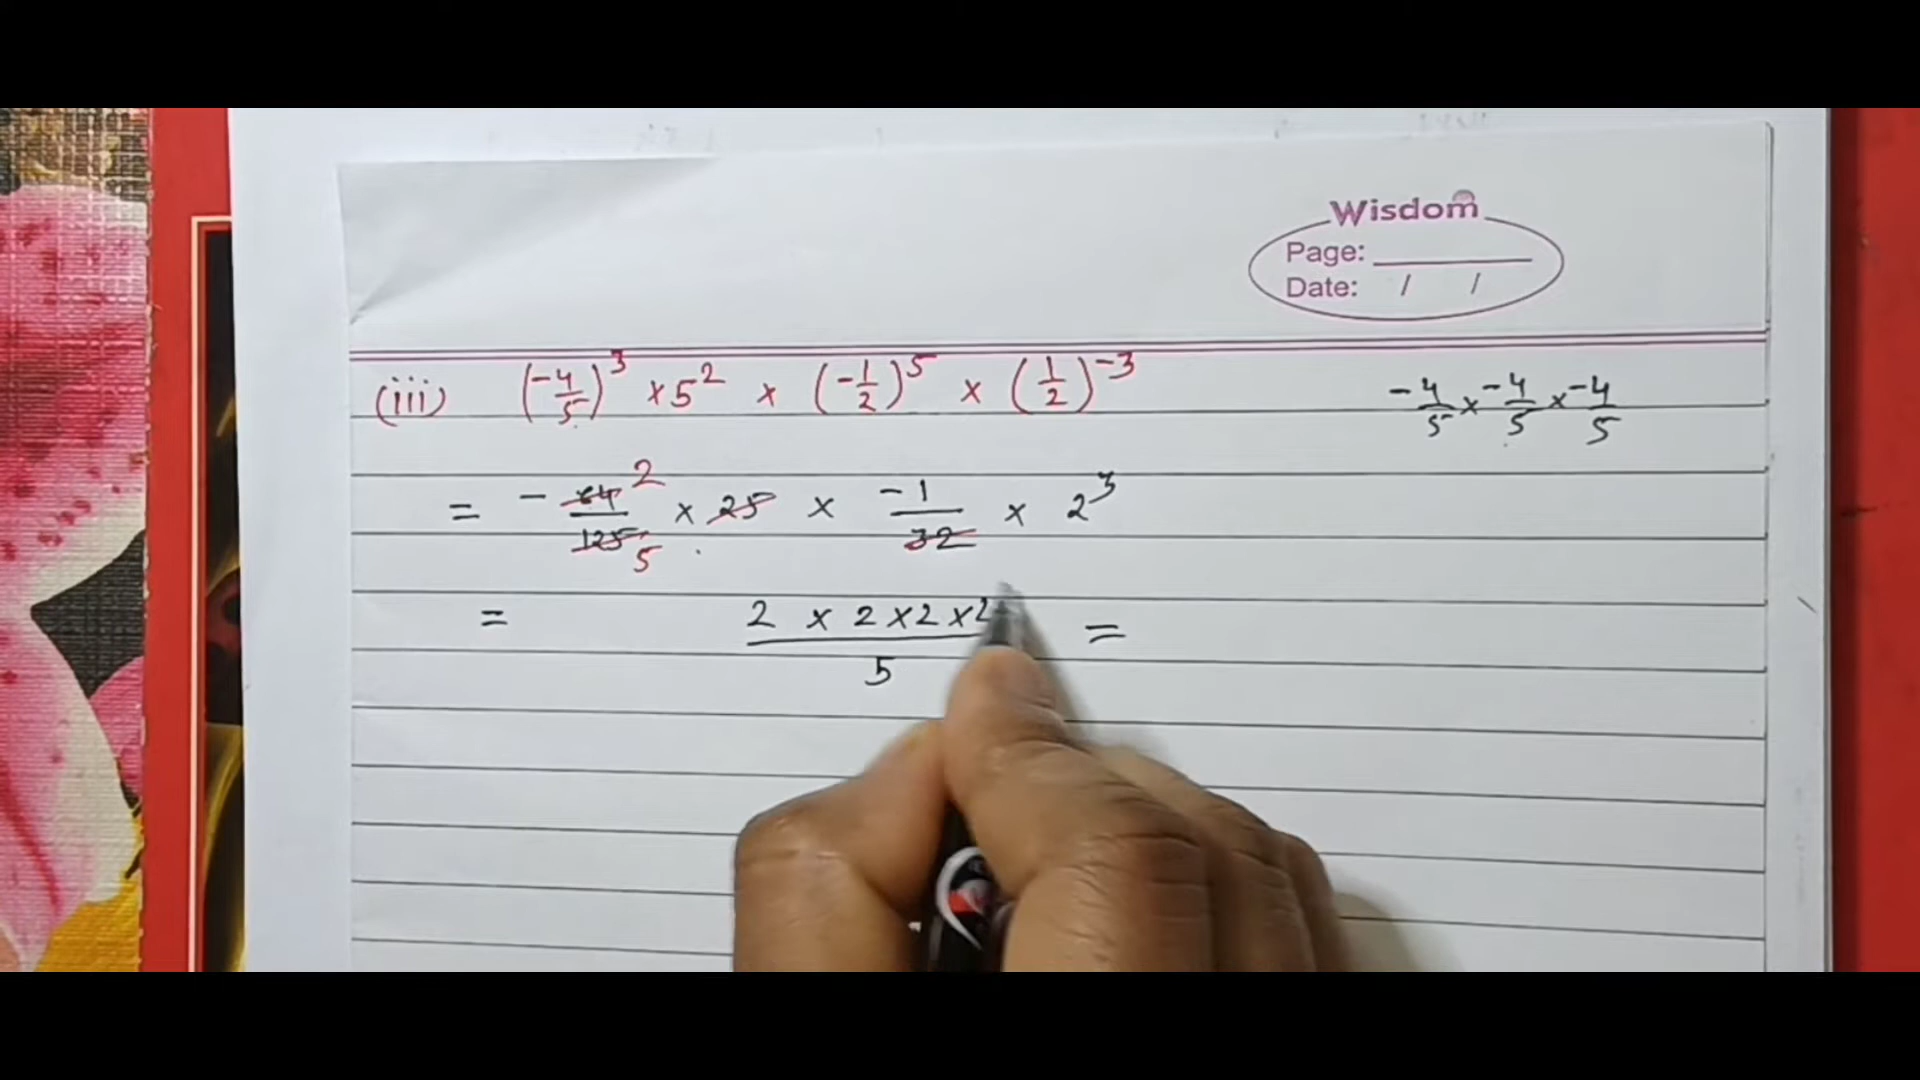 Wisdom
Page:
Date: / /
(iii) (-4/5)^3 × 5^2 × (-1/2)^5 × (1/2)^-3
-4/5 × -4/5 × -4/5
= - 64/125 2 5 × 25 × -1/32 × 2^3
= 2 × 2 × 2 × 2 / 5 =